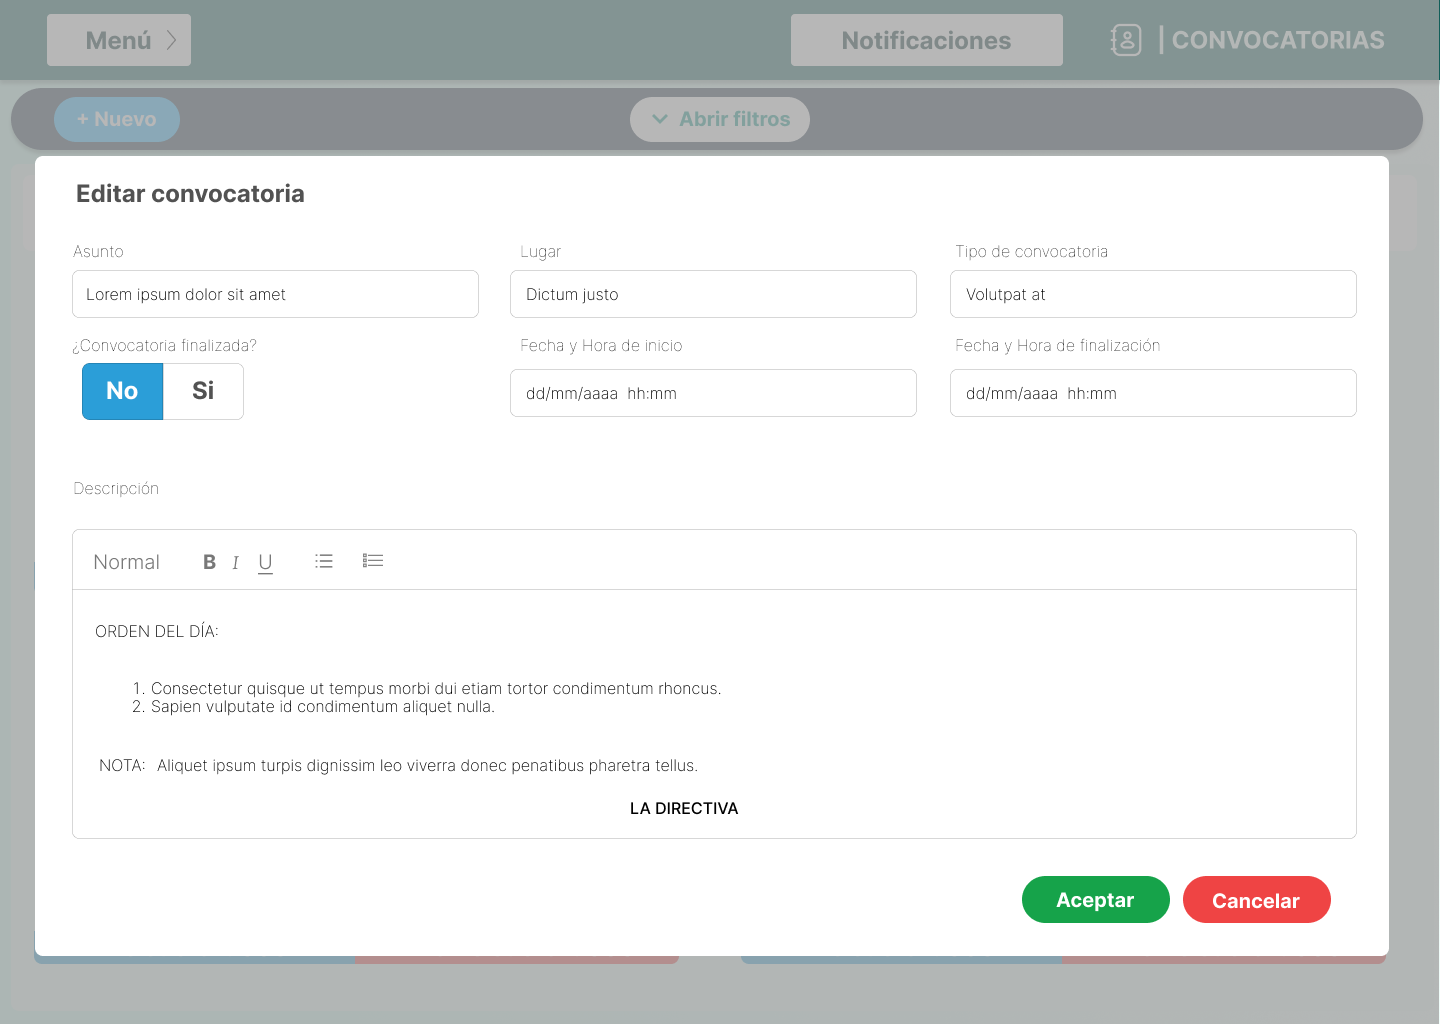 Menú
Notificaciones
| CONVOCATORIAS
+ Nuevo
Abrir filtros
Editar convocatoria
Asunto
Lugar
Tipo de convocatoria
Lorem ipsum dolor sit amet
Dictum justo
Volutpat at
¿Convocatoria finalizada?
Fecha y Hora de inicio
Fecha y Hora de finalización
No
Si
dd/mm/aaaa hh:mm
dd/mm/aaaa hh:mm
Descripción
Normal B I U
ORDEN DEL DÍA:
1. Consectetur quisque ut tempus morbi dui etiam tortor condimentum rhoncus.
2. Sapien vulputate id condimentum aliquet nulla.
NOTA: Aliquet ipsum turpis dignissim leo viverra donec penatibus pharetra tellus.
LA DIRECTIVA
Aceptar
Cancelar